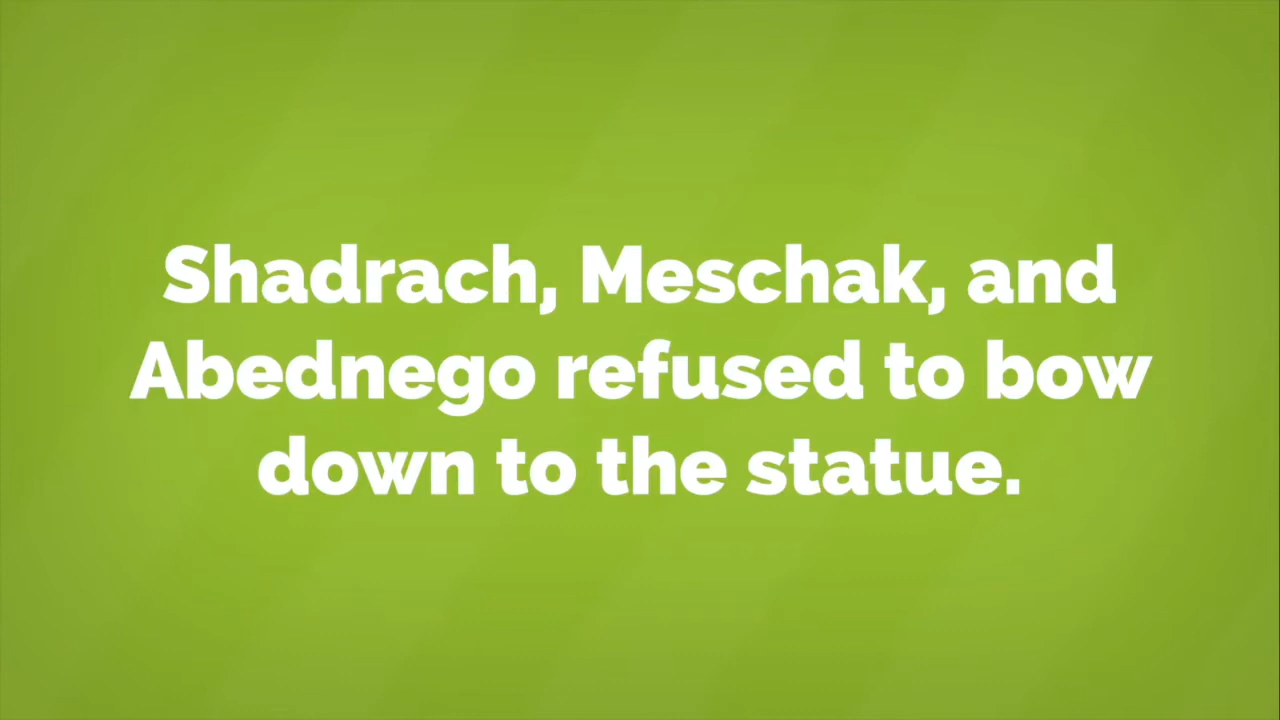 Shadrach, Meschak, and
Abednego refused to bow
down to the statue.